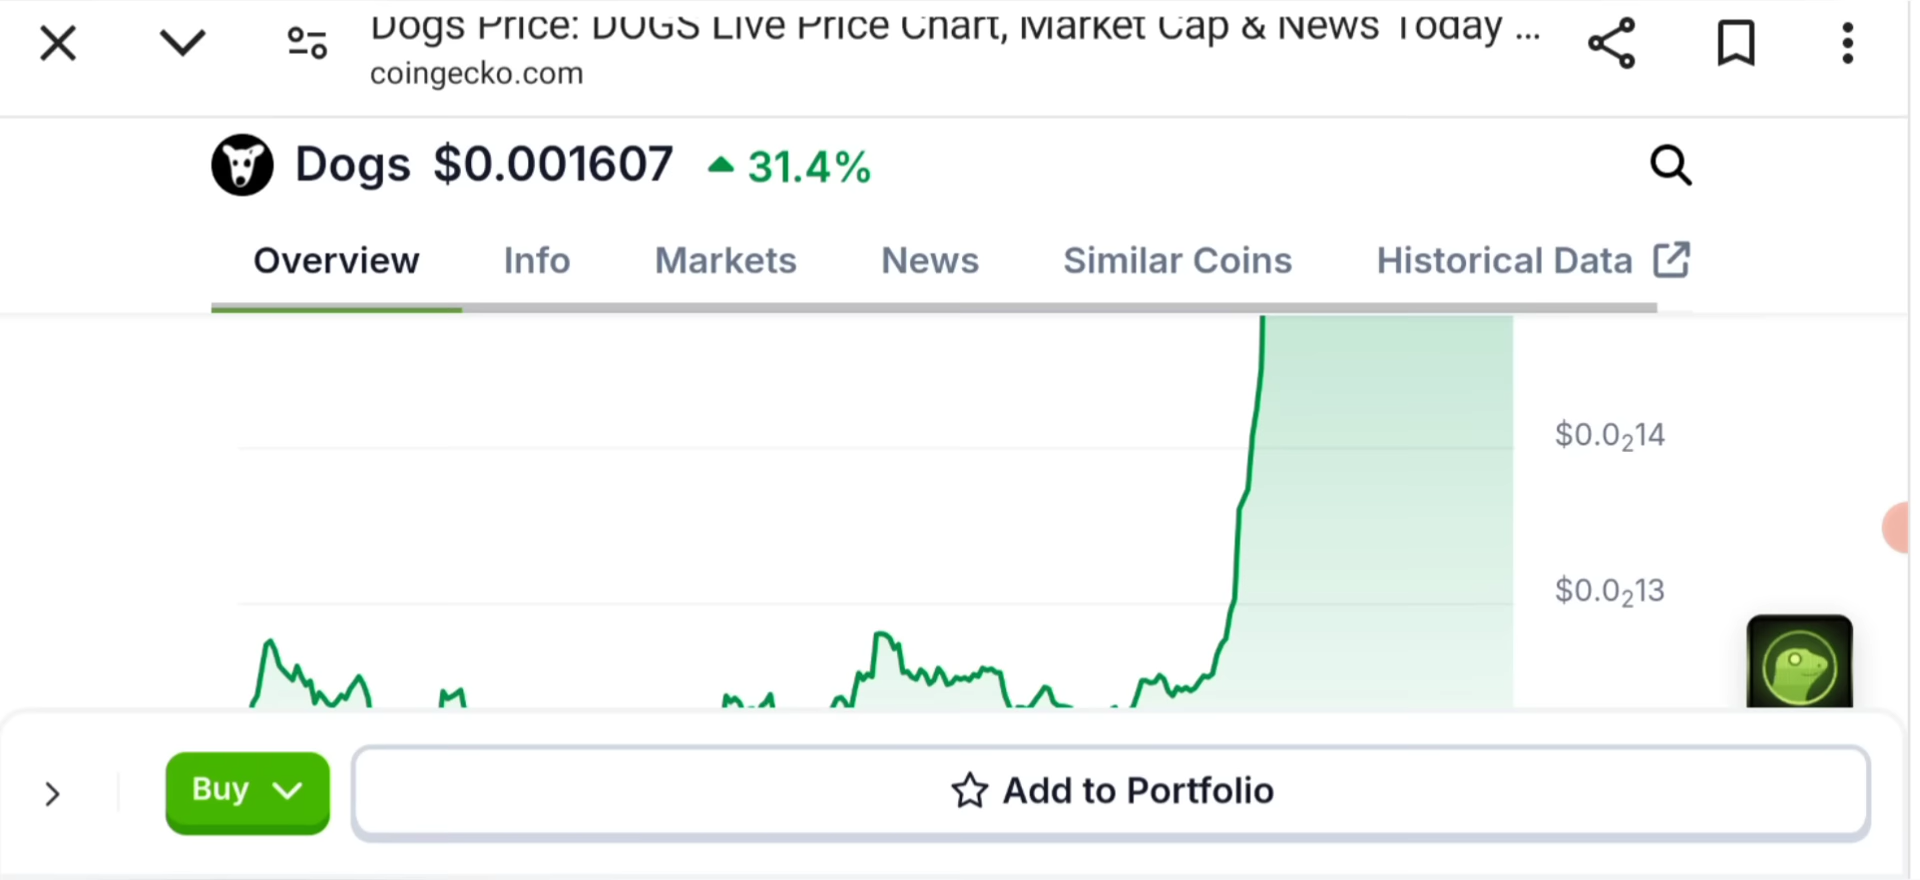 Dogs Price: DOGS Live Price Chart, Market Cap & News Today ...
coingecko.com
Dogs $0.001607 ▲ 31.4%
Overview Info Markets News Similar Coins Historical Data
$0.0₂14
$0.0₂13
Buy Add to Portfolio